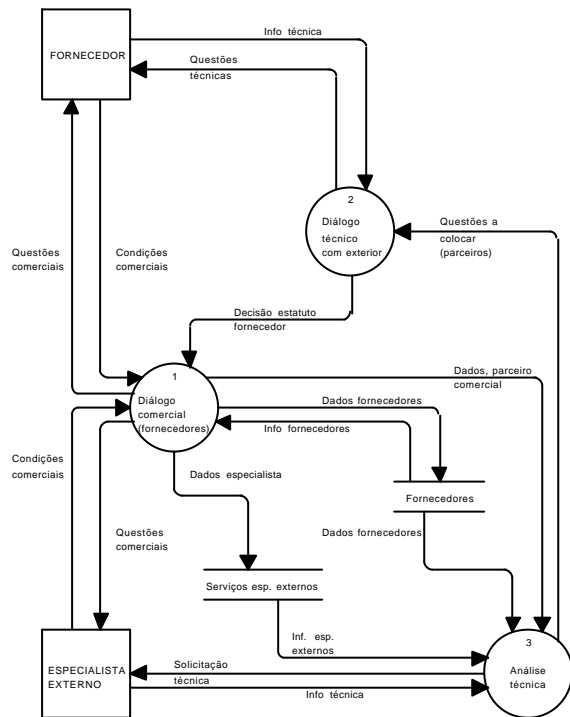 Info técnica
FORNECEDOR
Questões
técnicas
2
Diálogo
técnico
com exterior
Questões a
colocar
(parceiros)
Questões
comerciais
Condições
comerciais
Decisão estatuto
fornecedor
1
Diálogo
comercial
(fornecedores)
Dados, parceiro
comercial
Dados fornecedores
Info fornecedores
Condições
comerciais
Dados especialista
Fornecedores
Questões
comerciais
Dados fornecedores
Serviços esp. externos
Inf. esp.
externos
3
Análise
técnica
ESPECIALISTA
EXTERNO
Solicitação
técnica
Info técnica